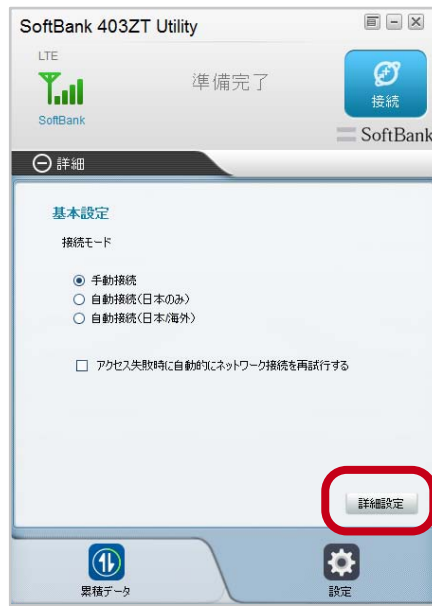 SoftBank 403ZT Utility
LTE
SoftBank
準備完了
接続
SoftBank
詳細
基本設定
接続モード
手動接続
自動接続(日本のみ)
自動接続(日本/海外)
アクセス失敗時に自動的にネットワーク接続を再試行する
詳細設定
累積データ
設定